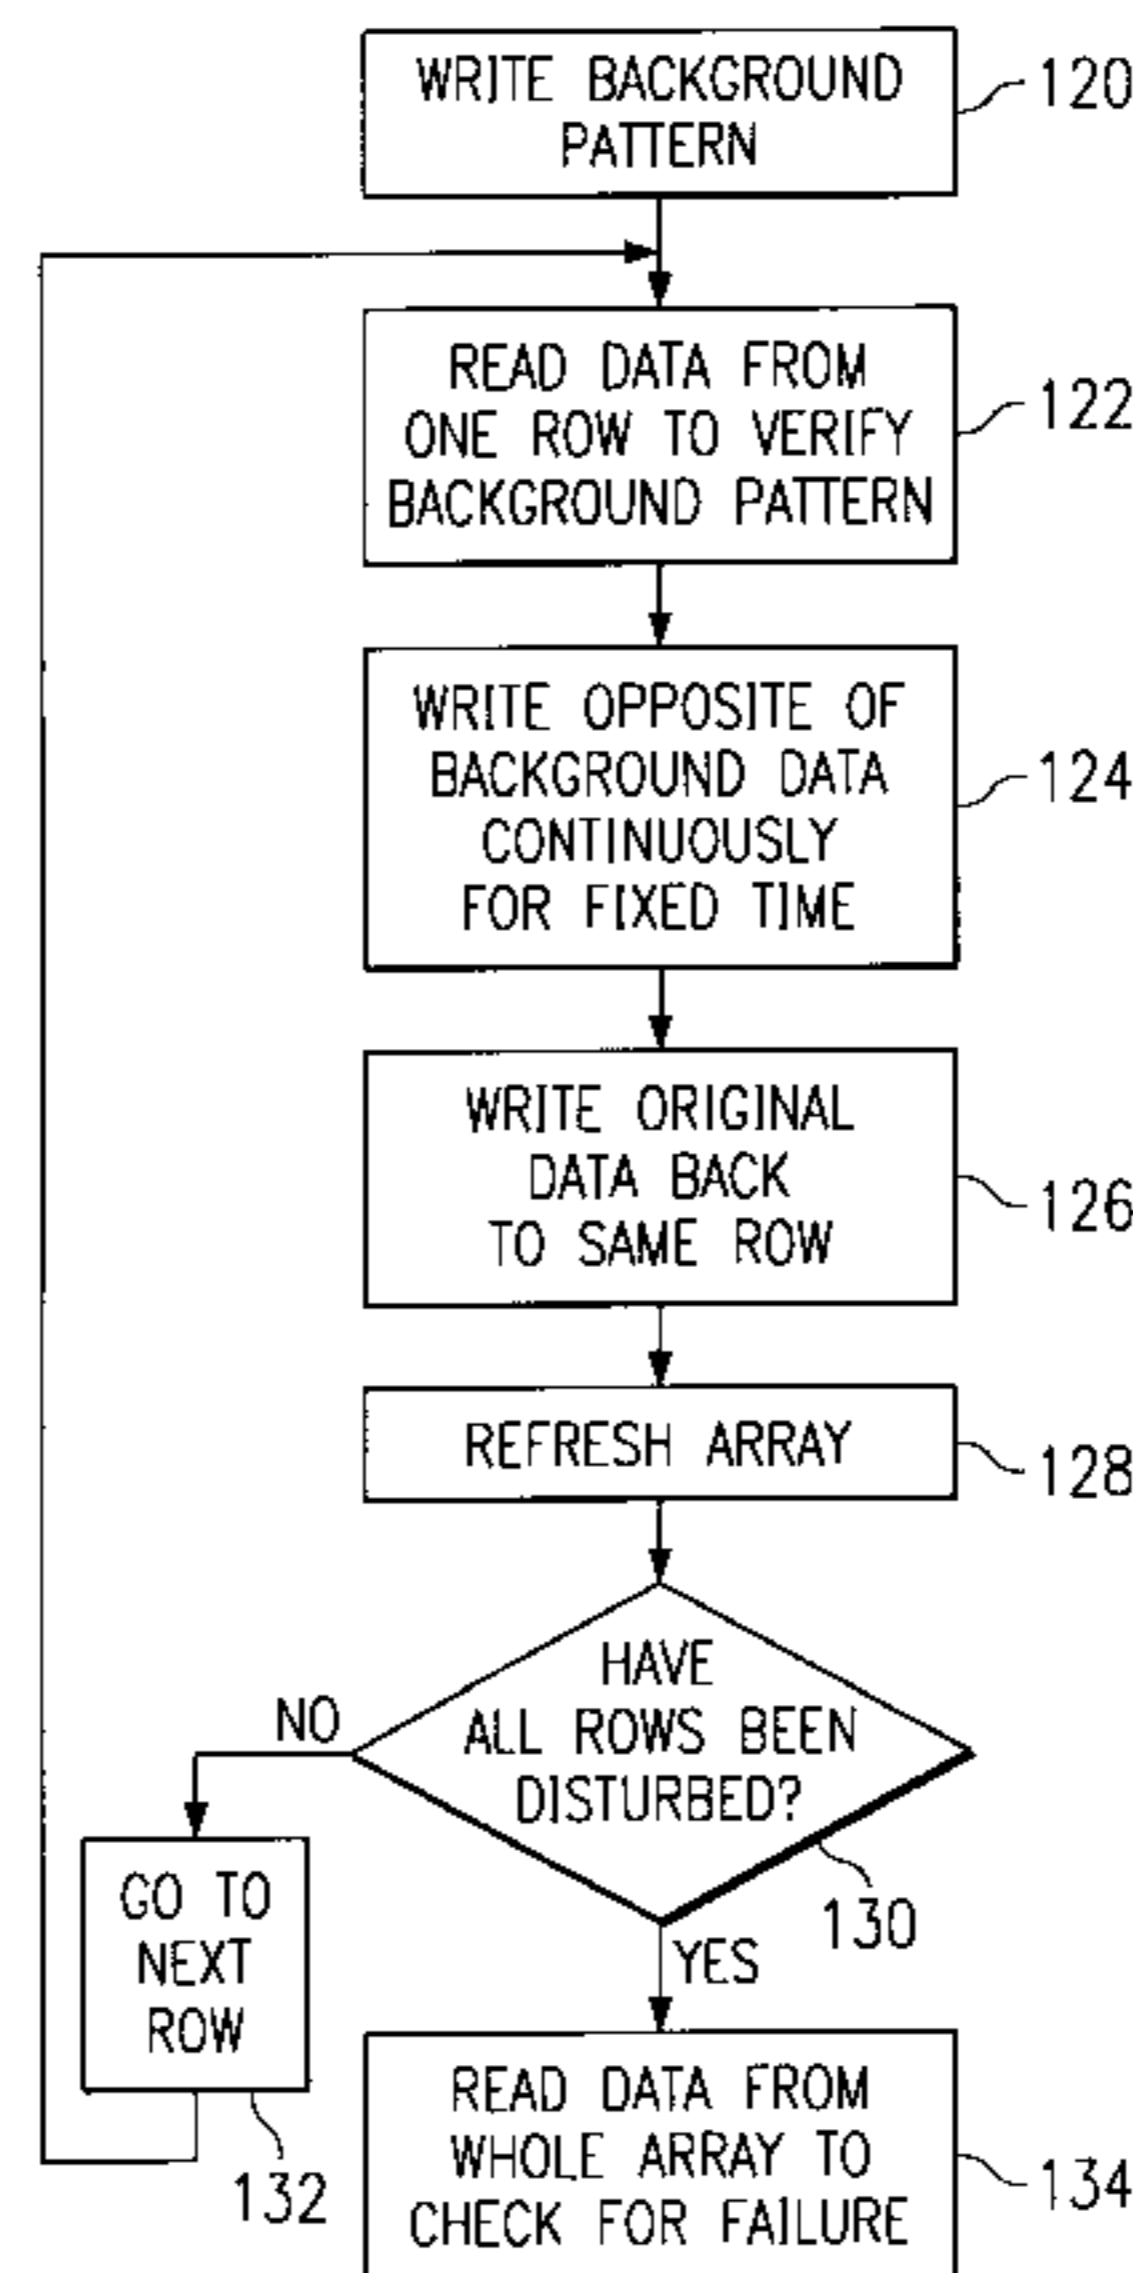 WRITE BACKGROUND
PATTERN
120
READ DATA FROM
ONE ROW TO VERIFY
BACKGROUND PATTERN
122
WRITE OPPOSITE OF
BACKGROUND DATA
CONTINUOUSLY
FOR FIXED TIME
124
WRITE ORIGINAL
DATA BACK
TO SAME ROW
126
REFRESH ARRAY
128
HAVE
ALL ROWS BEEN
DISTURBED?
130
NO
GO TO
NEXT
ROW
132
YES
READ DATA FROM
WHOLE ARRAY TO
CHECK FOR FAILURE
134